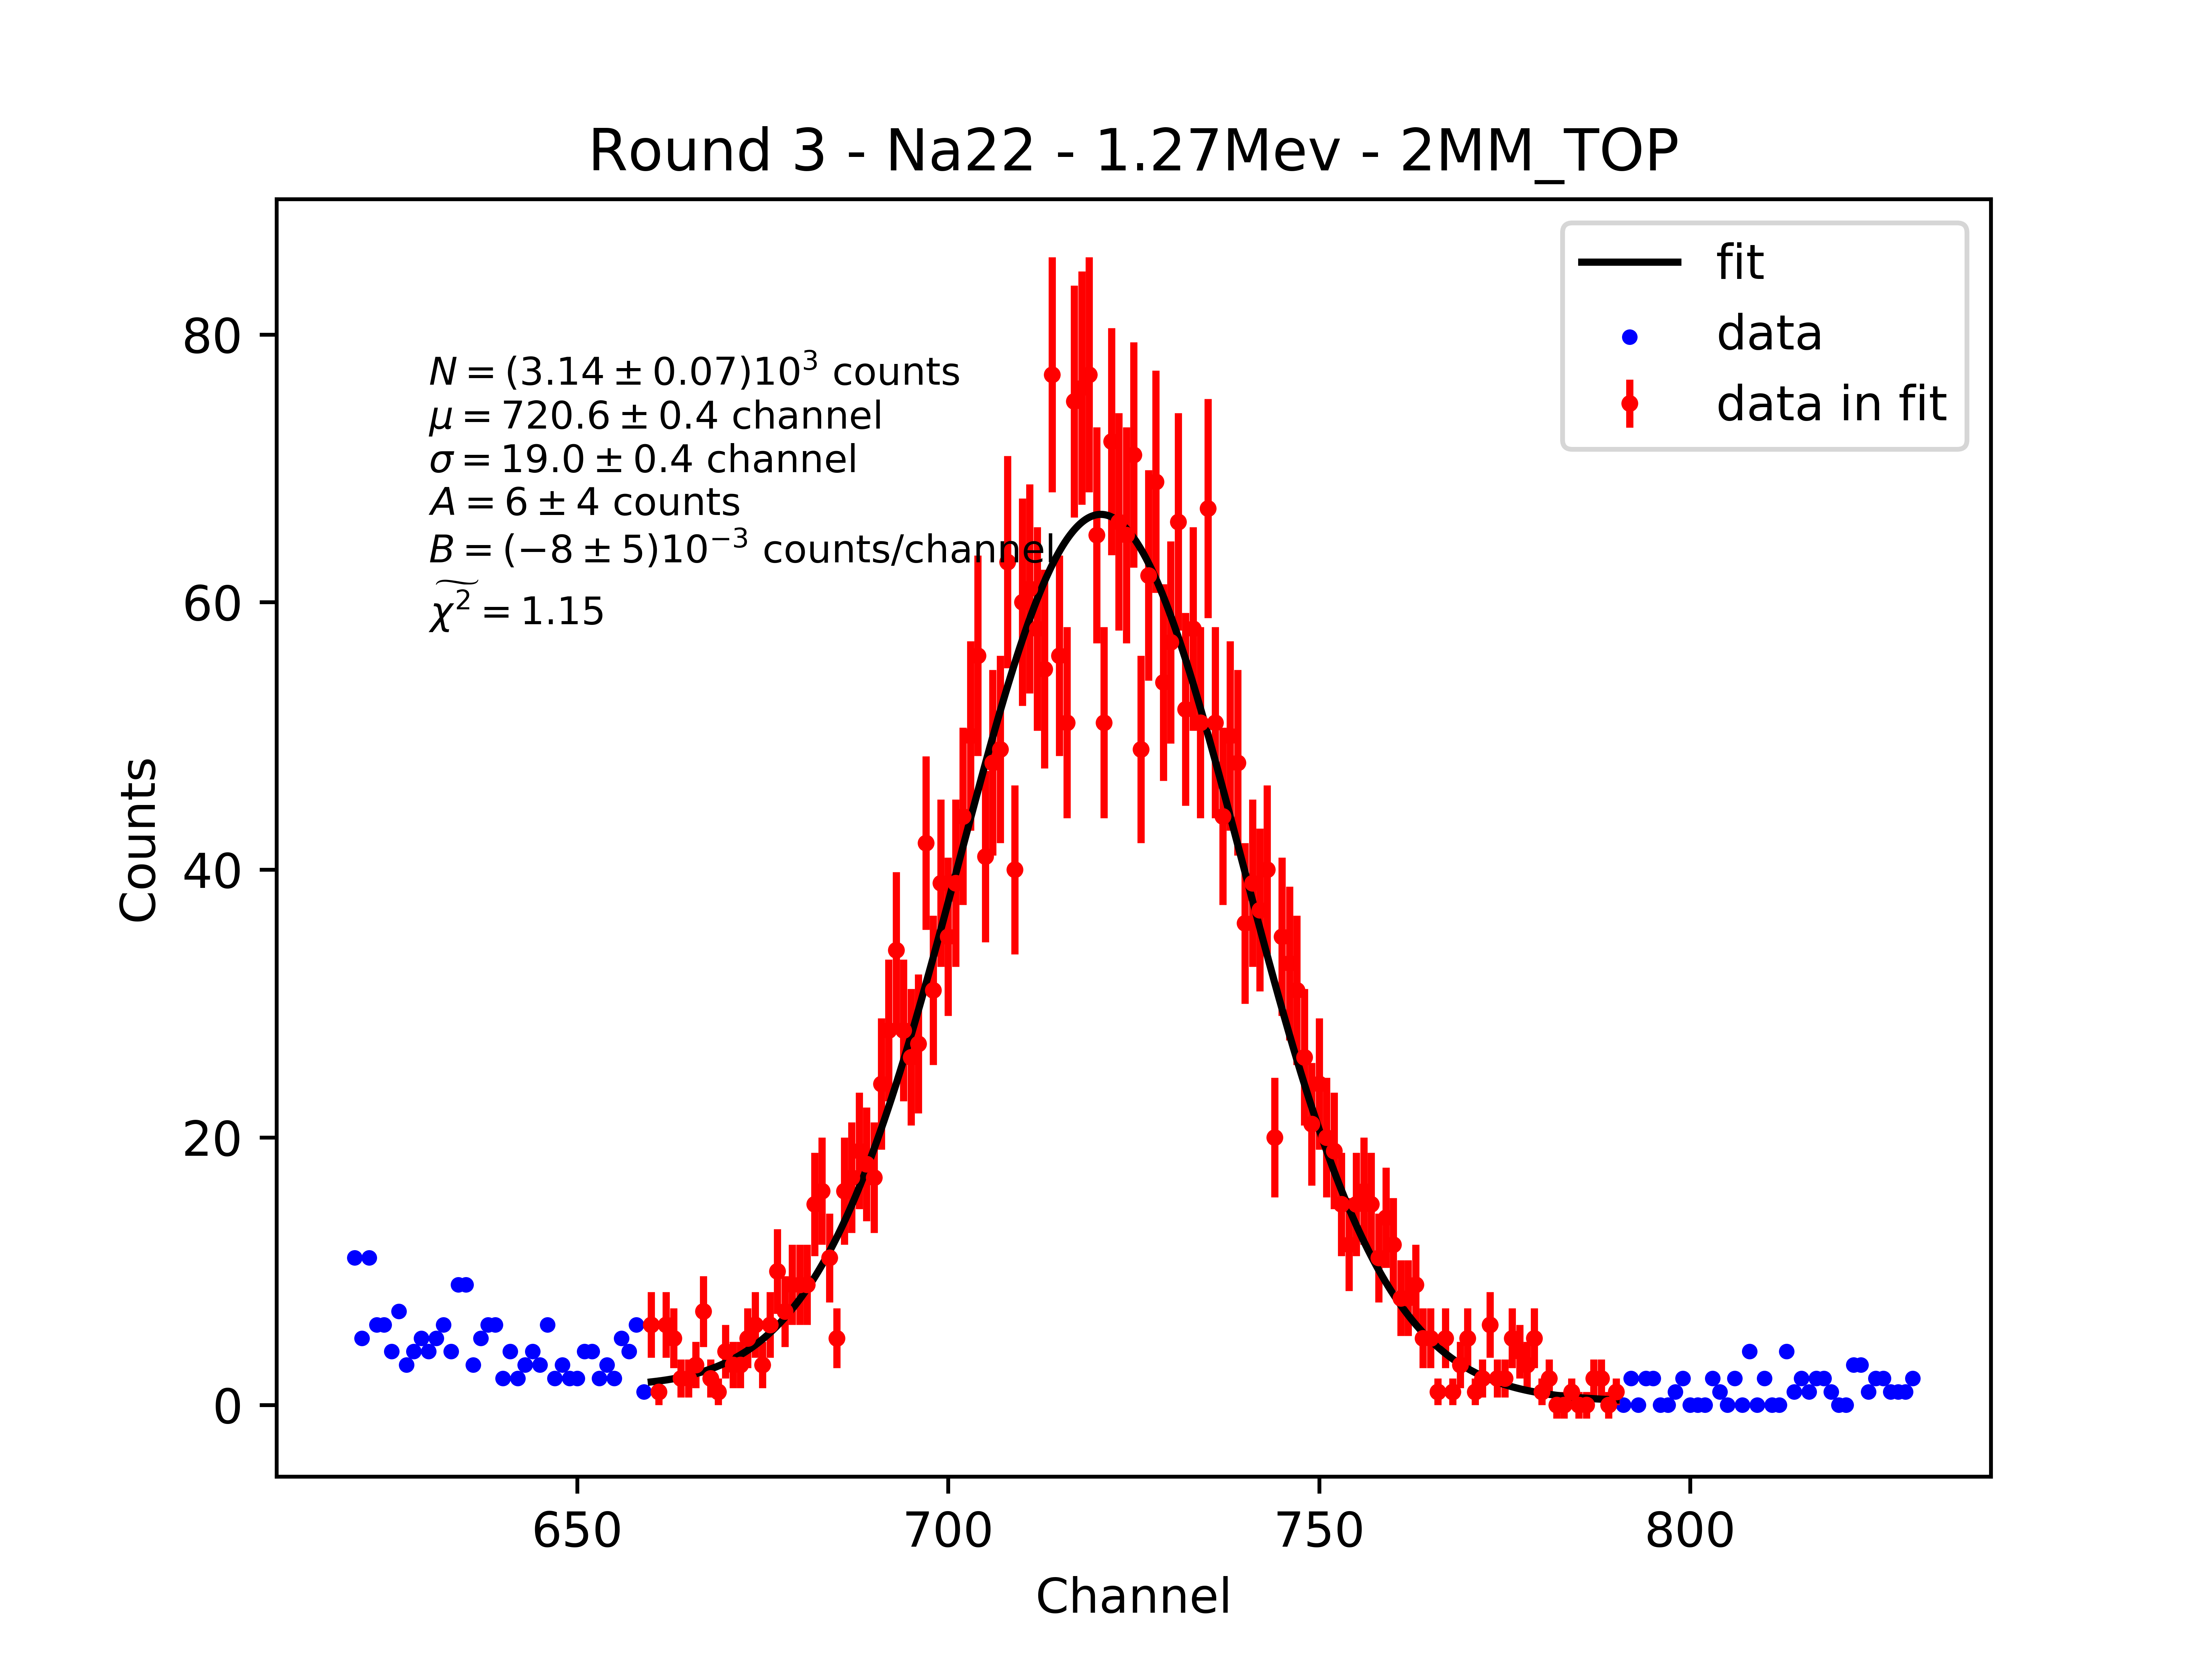 Round 3 - Na22 - 1.27Mev - 2MM_TOP
fit
data
data in fit
N = (3.14 ± 0.07)10³ counts
μ = 720.6 ± 0.4 channel
σ = 19.0 ± 0.4 channel
A = 6 ± 4 counts
B = (−8 ± 5)10⁻³ counts/channel
χ̃² = 1.15
Counts
80
60
40
20
0
650 700 750 800
Channel